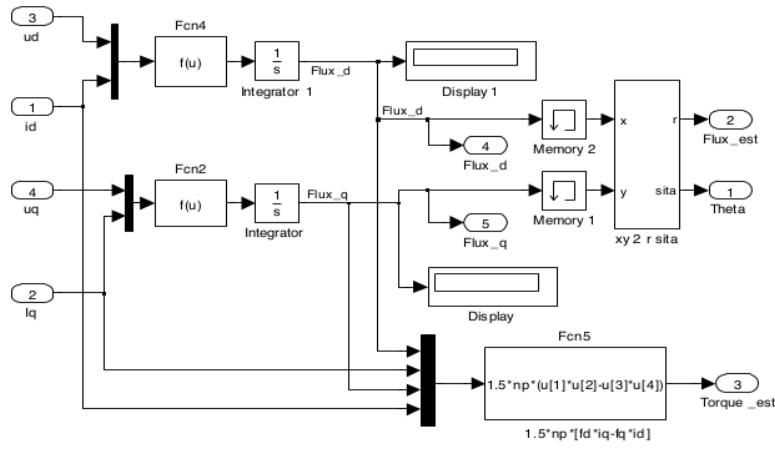 3
ud
Fcn4
f(u)
1
s
Integrator 1
Flux_d
Display 1
1
id
Flux_d
4
Flux_d
Memory 2
x
r
2
Flux_est
4
uq
Fcn2
f(u)
1
s
Integrator
Flux_q
5
Flux_q
Memory 1
y
sita
1
Theta
xy 2 r sita
2
Iq
Display
Fcn5
1.5*np*(u[1]*u[2]-u[3]*u[4])
3
Torque _est
1.5*np*[fd*iq-fq*id]